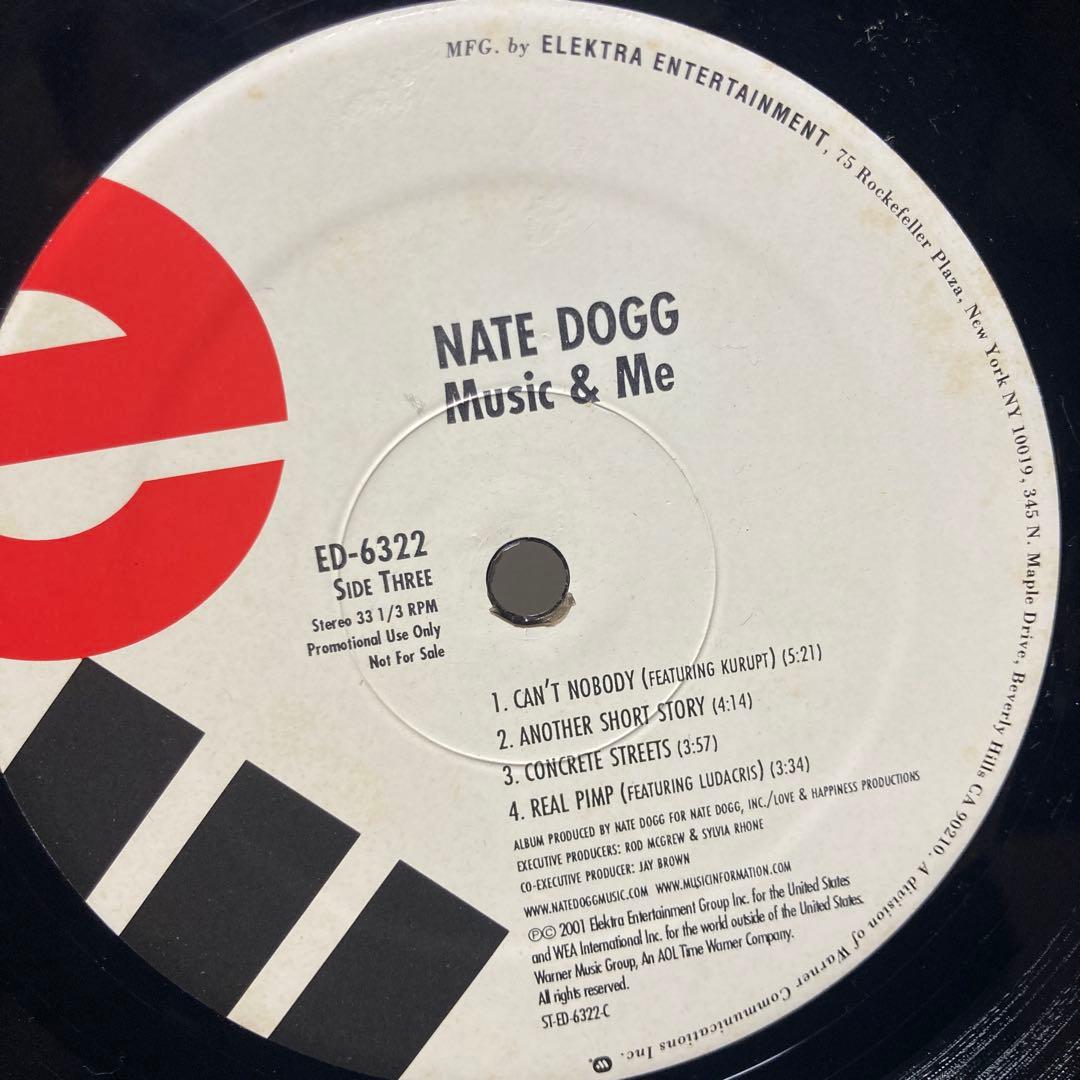 MFG. by ELEKTRA ENTERTAINMENT, 75 Rockefeller Plaza, New York NY 10019, 345 N. Maple Drive, Beverly Hills CA 90210. A division of Warner Communications Inc.
NATE DOGG
Music & Me
ED-6322
SIDE THREE
Stereo 33 1/3 RPM
Promotional Use Only
Not For Sale
1. CAN'T NOBODY (FEATURING KURUPT) (5:21)
2. ANOTHER SHORT STORY (4:14)
3. CONCRETE STREETS (3:57)
4. REAL PIMP (FEATURING LUDACRIS) (3:34)
ALBUM PRODUCED BY NATE DOGG FOR NATE DOGG, INC./LOVE & HAPPINESS PRODUCTIONS
EXECUTIVE PRODUCERS: ROD MCGREW & SYLVIA RHONE
CO-EXECUTIVE PRODUCER: JAY BROWN
WWW.NATEDOGGMUSIC.COM WWW.MUSICINFORMATION.COM
℗© 2001 Elektra Entertainment Group Inc. for the United States
and WEA International Inc. for the world outside of the United States.
Warner Music Group, An AOL Time Warner Company.
All rights reserved.
ST-ED-6322-C